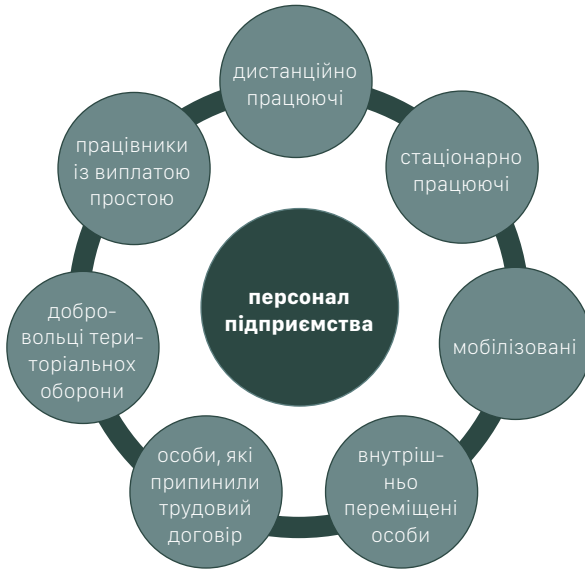 дистанційно
працюючі
стаціонарно
працюючі
мобілізовані
внутріш-
ньо
переміщені
особи
особи, які
припинили
трудовий
договір
добро-
вольці тери-
торіальнох
оборони
працівники
із виплатою
простою
персонал
підприємства